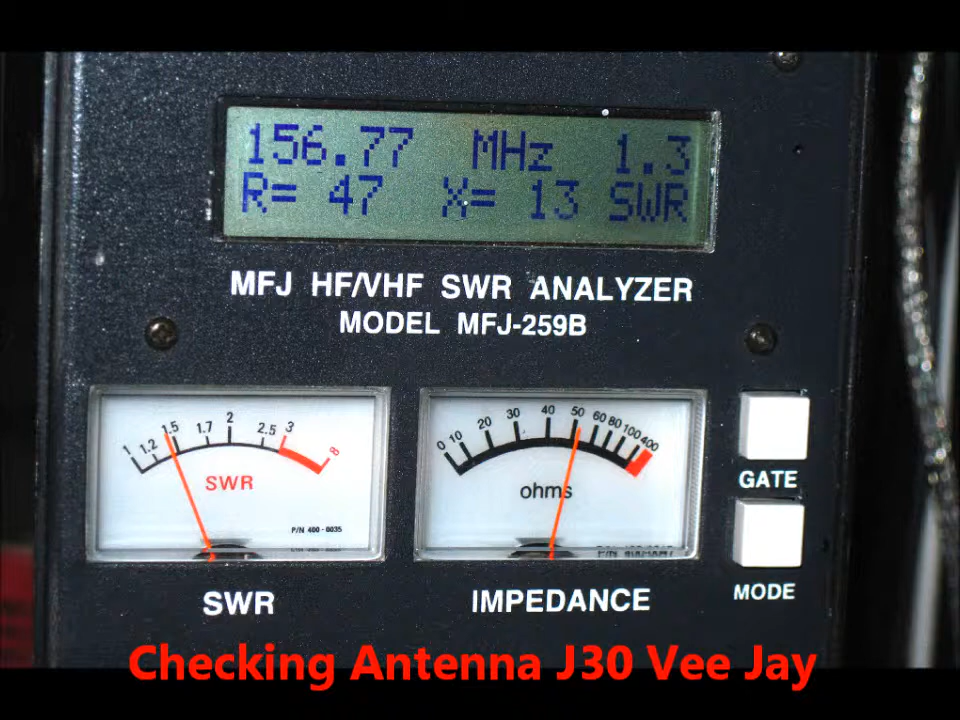 156.77 MHz 1.3
R= 47 X= 13 SWR
MFJ HF/VHF SWR ANALYZER
MODEL MFJ-259B
1 1.2 1.5 1.7 2 2.5 3 8
SWR
P/N 400-0035
0 10 20 30 40 50 60 80 100 400
ohms
GATE
MODE
SWR
IMPEDANCE
Checking Antenna J30 Vee Jay